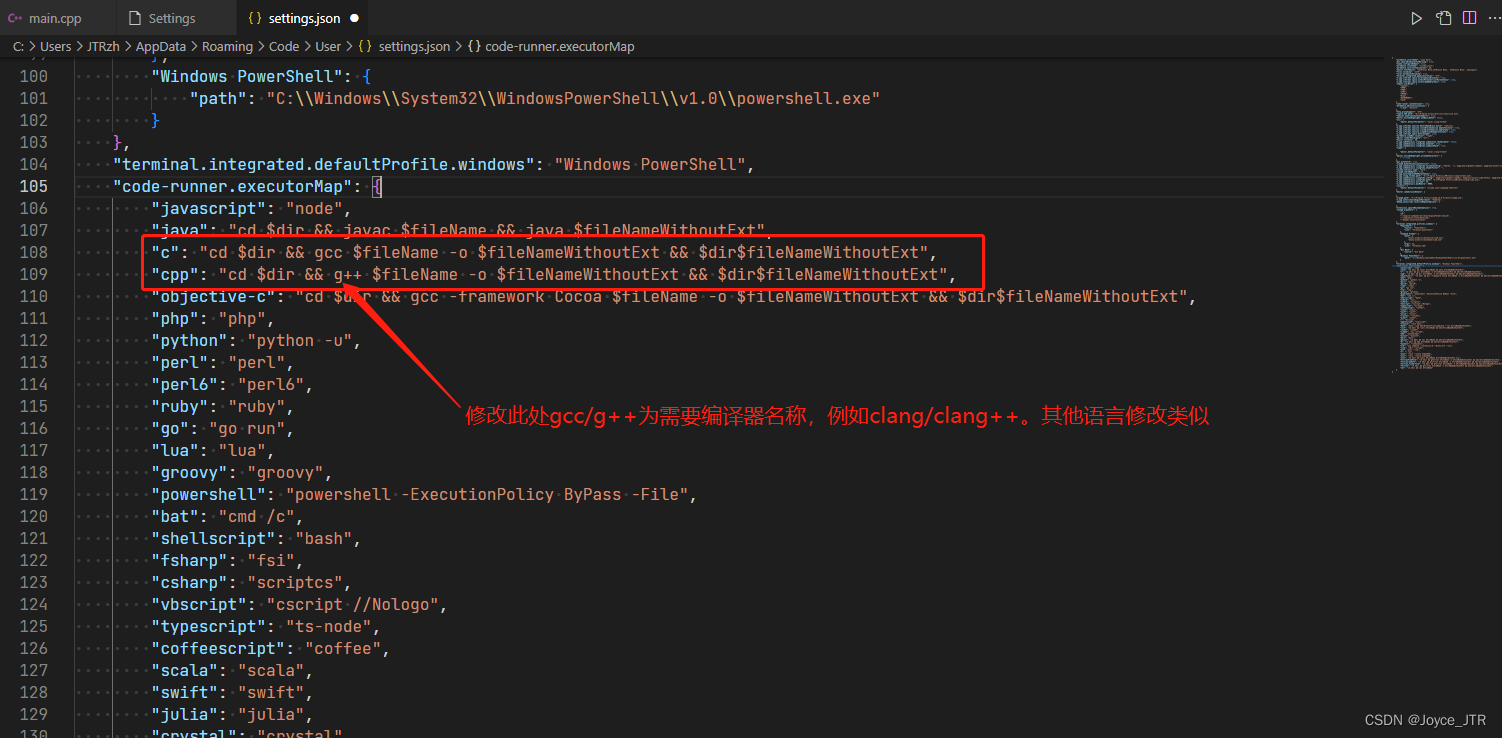 main.cpp Settings {} settings.json
C: > Users > JTRzh > AppData > Roaming > Code > User > {} settings.json > {} code-runner.executorMap
100 "Windows PowerShell": {
101 "path": "C:\\Windows\\System32\\WindowsPowerShell\\v1.0\\powershell.exe"
102 }
103 },
104 "terminal.integrated.defaultProfile.windows": "Windows PowerShell",
105 "code-runner.executorMap": {
106 "javascript": "node",
107 "java": "cd $dir && javac $fileName && java $fileNameWithoutExt",
108 "c": "cd $dir && gcc $fileName -o $fileNameWithoutExt && $dir$fileNameWithoutExt",
109 "cpp": "cd $dir && g++ $fileName -o $fileNameWithoutExt && $dir$fileNameWithoutExt",
110 "objective-c": "cd $dir && gcc -framework Cocoa $fileName -o $fileNameWithoutExt && $dir$fileNameWithoutExt",
111 "php": "php",
112 "python": "python -u",
113 "perl": "perl",
114 "perl6": "perl6",
115 "ruby": "ruby",
修改此处gcc/g++为需要编译器名称，例如clang/clang++。其他语言修改类似
116 "go": "go run",
117 "lua": "lua",
118 "groovy": "groovy",
119 "powershell": "powershell -ExecutionPolicy ByPass -File",
120 "bat": "cmd /c",
121 "shellscript": "bash",
122 "fsharp": "fsi",
123 "csharp": "scriptcs",
124 "vbscript": "cscript //Nologo",
125 "typescript": "ts-node",
126 "coffeescript": "coffee",
127 "scala": "scala",
128 "swift": "swift",
129 "julia": "julia",
130 "crystal": "crystal"
CSDN @Joyce_JTR